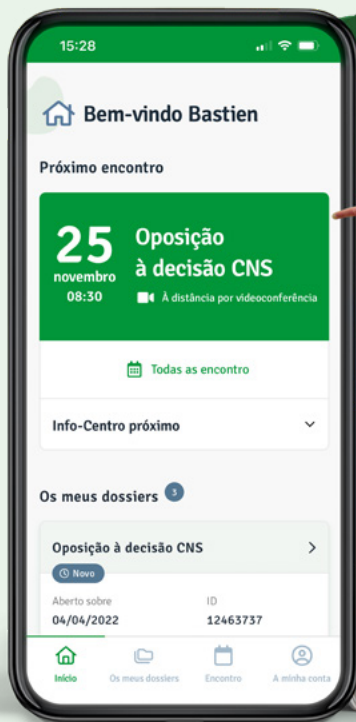 15:28
Bem-vindo Bastien
Próximo encontro
25
novembro
08:30
Oposição
à decisão CNS
À distância por videoconferência
Todas as encontro
Info-Centro próximo
Os meus dossiers 3
Oposição à decisão CNS
Novo
Aberto sobre
04/04/2022
ID
12463737
Início
Os meus dossiers
Encontro
A minha conta